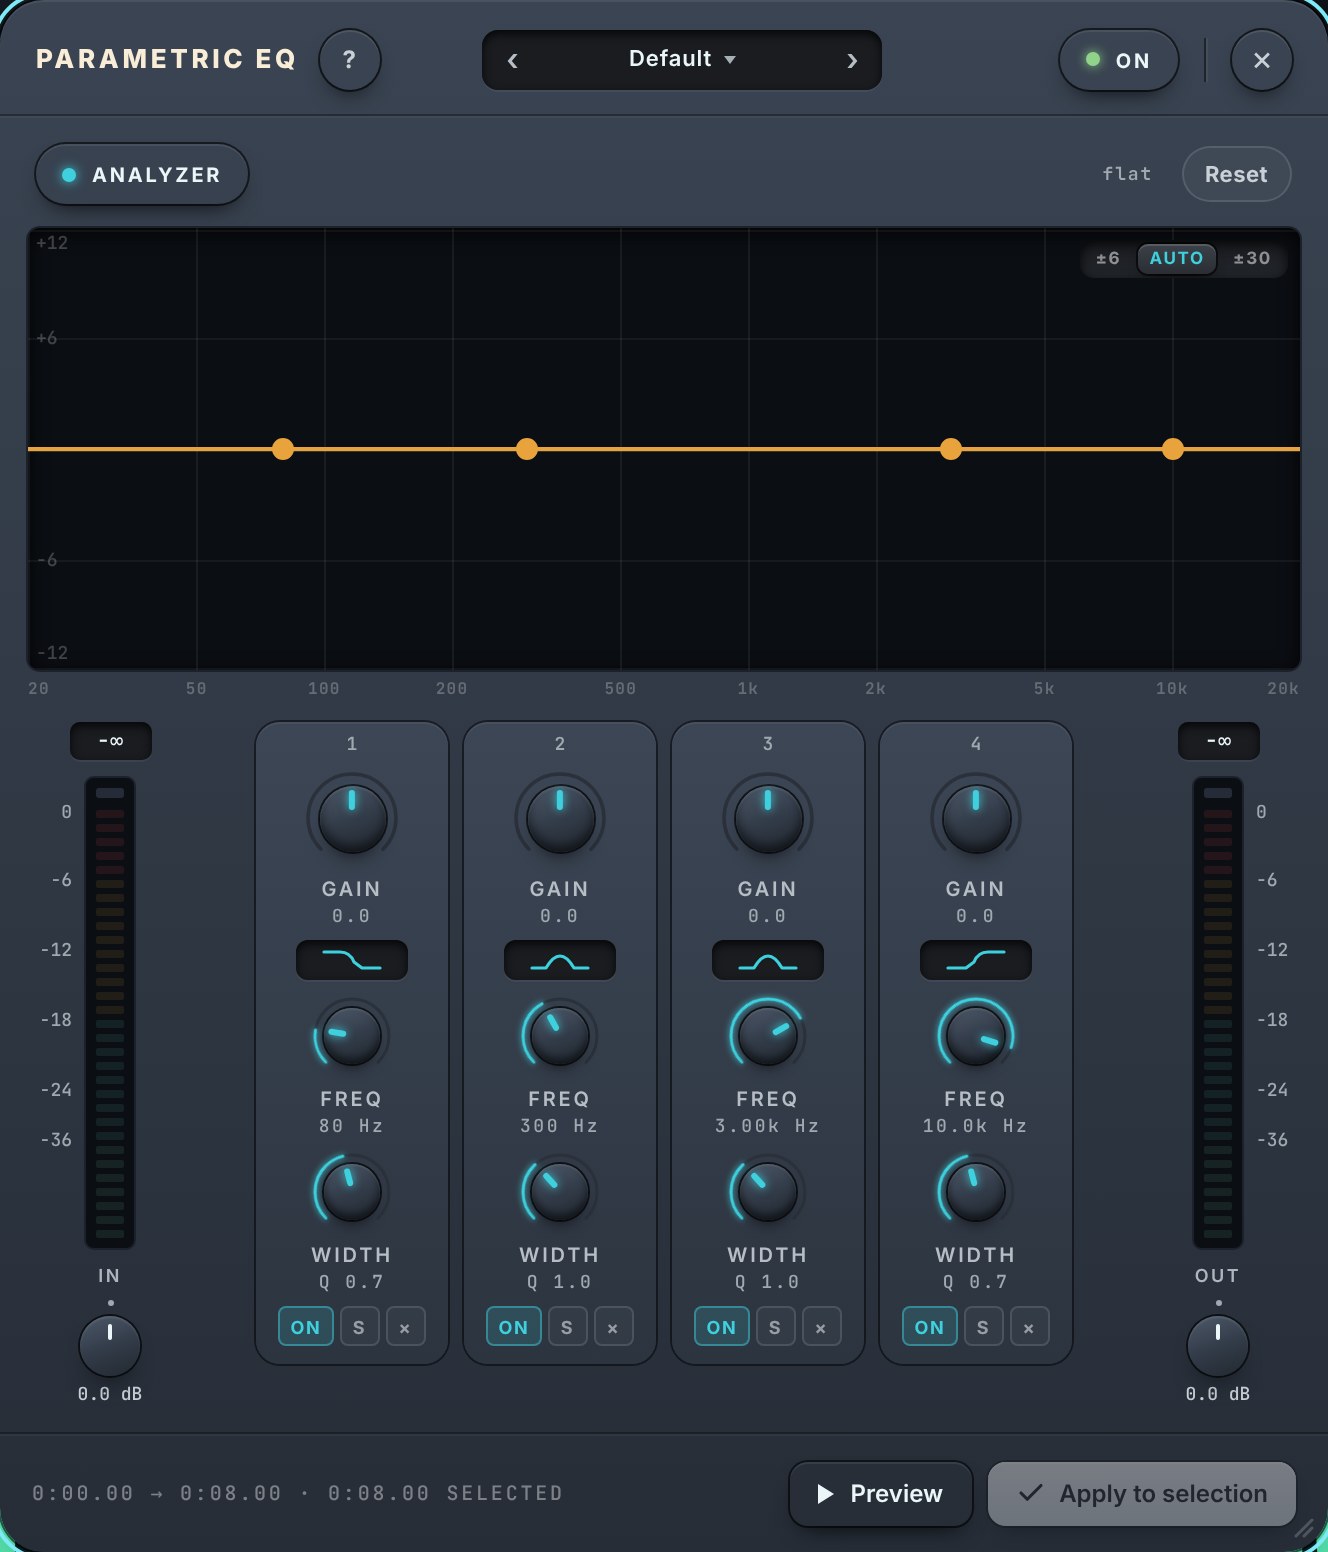 PARAMETRIC EQ ? ‹ Default › ON ×
ANALYZER flat Reset
+12 ±6 AUTO ±30
+6
-6
-12
20 50 100 200 500 1k 2k 5k 10k 20k
-∞ 1 2 3 4 -∞
0 0
-6 GAIN GAIN GAIN GAIN -6
0.0 0.0 0.0 0.0
-12 -12
-18 -18
-24 FREQ FREQ FREQ FREQ -24
80 Hz 300 Hz 3.00k Hz 10.0k Hz
-36 -36
WIDTH WIDTH WIDTH WIDTH
IN Q 0.7 Q 1.0 Q 1.0 Q 0.7 OUT
ON S × ON S × ON S × ON S ×
0.0 dB 0.0 dB
0:00.00 → 0:08.00 · 0:08.00 SELECTED Preview Apply to selection